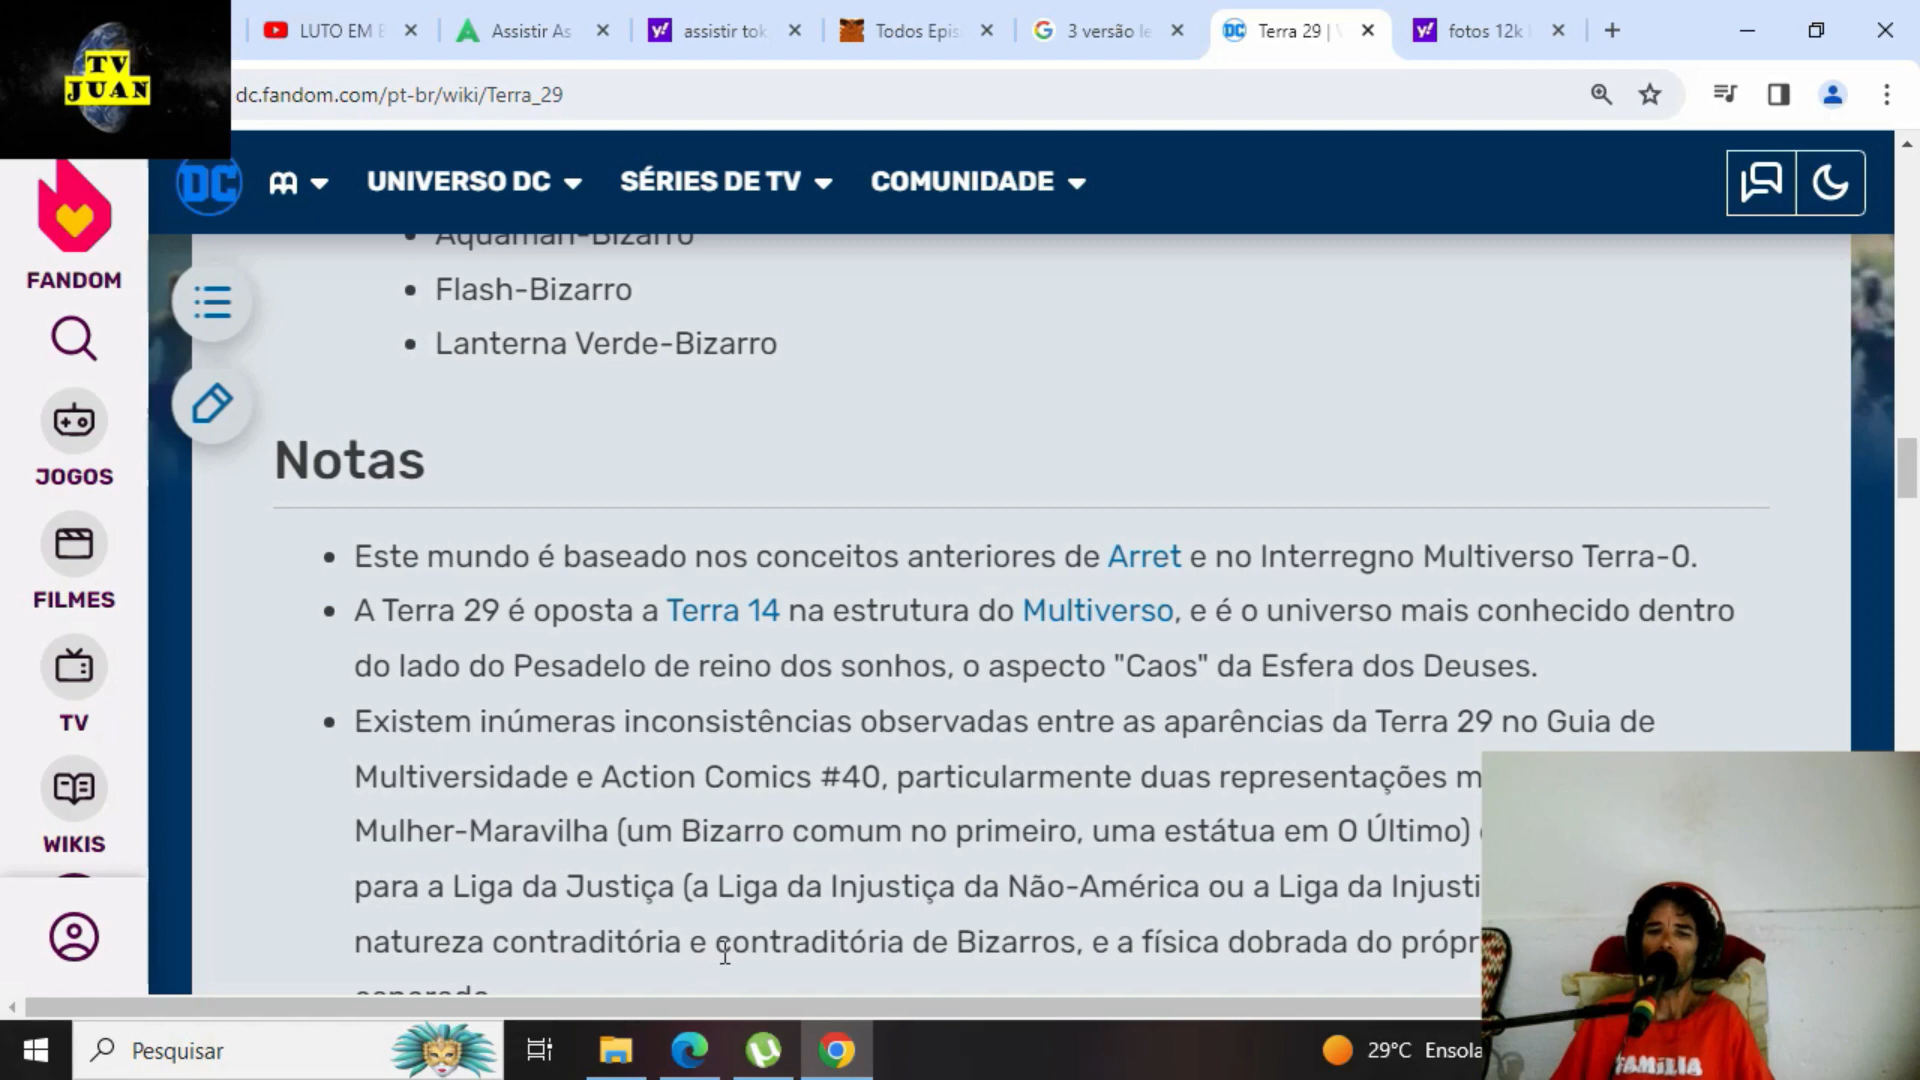 TV
JUAN
LUTO EM
Assistir As
assistir tok
Todos Epis
3 versão le
Terra 29 |
fotos 12k
dc.fandom.com/pt-br/wiki/Terra_29
DC
UNIVERSO DC
SÉRIES DE TV
COMUNIDADE
FANDOM
JOGOS
FILMES
TV
WIKIS
Aquaman-Bizarro
Flash-Bizarro
Lanterna Verde-Bizarro
Notas
Este mundo é baseado nos conceitos anteriores de Arret e no Interregno Multiverso Terra-0.
A Terra 29 é oposta a Terra 14 na estrutura do Multiverso, e é o universo mais conhecido dentro
do lado do Pesadelo de reino dos sonhos, o aspecto "Caos" da Esfera dos Deuses.
Existem inúmeras inconsistências observadas entre as aparências da Terra 29 no Guia de
Multiversidade e Action Comics #40, particularmente duas representações m
Mulher-Maravilha (um Bizarro comum no primeiro, uma estátua em O Último)
para a Liga da Justiça (a Liga da Injustiça da Não-América ou a Liga da Injusti
natureza contraditória e contraditória de Bizarros, e a física dobrada do própr
Pesquisar
29°C Ensola
FAMÍLIA